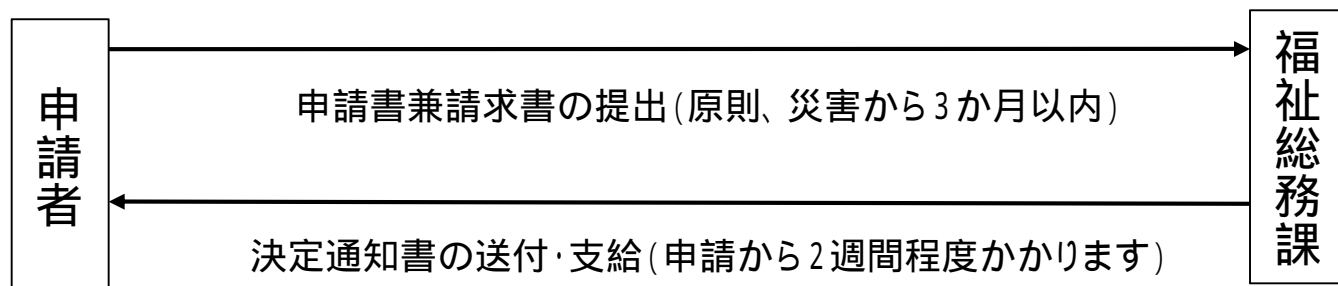 申請者
申請書兼請求書の提出(原則、災害から3か月以内)
決定通知書の送付・支給(申請から2週間程度かかります)
福祉総務課